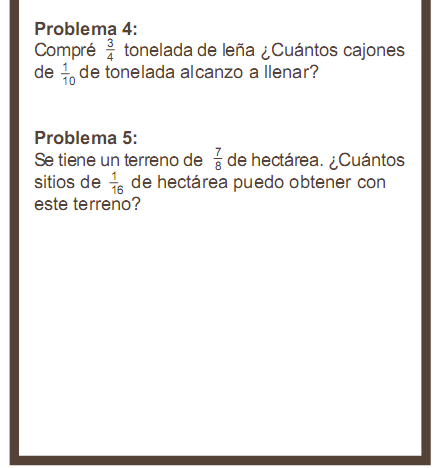 Problema 4:
Compré 3/4 tonelada de leña ¿Cuántos cajones
de 1/10 de tonelada alcanzo a llenar?
Problema 5:
Se tiene un terreno de 7/8 de hectárea. ¿Cuántos
sitios de 1/16 de hectárea puedo obtener con
este terreno?